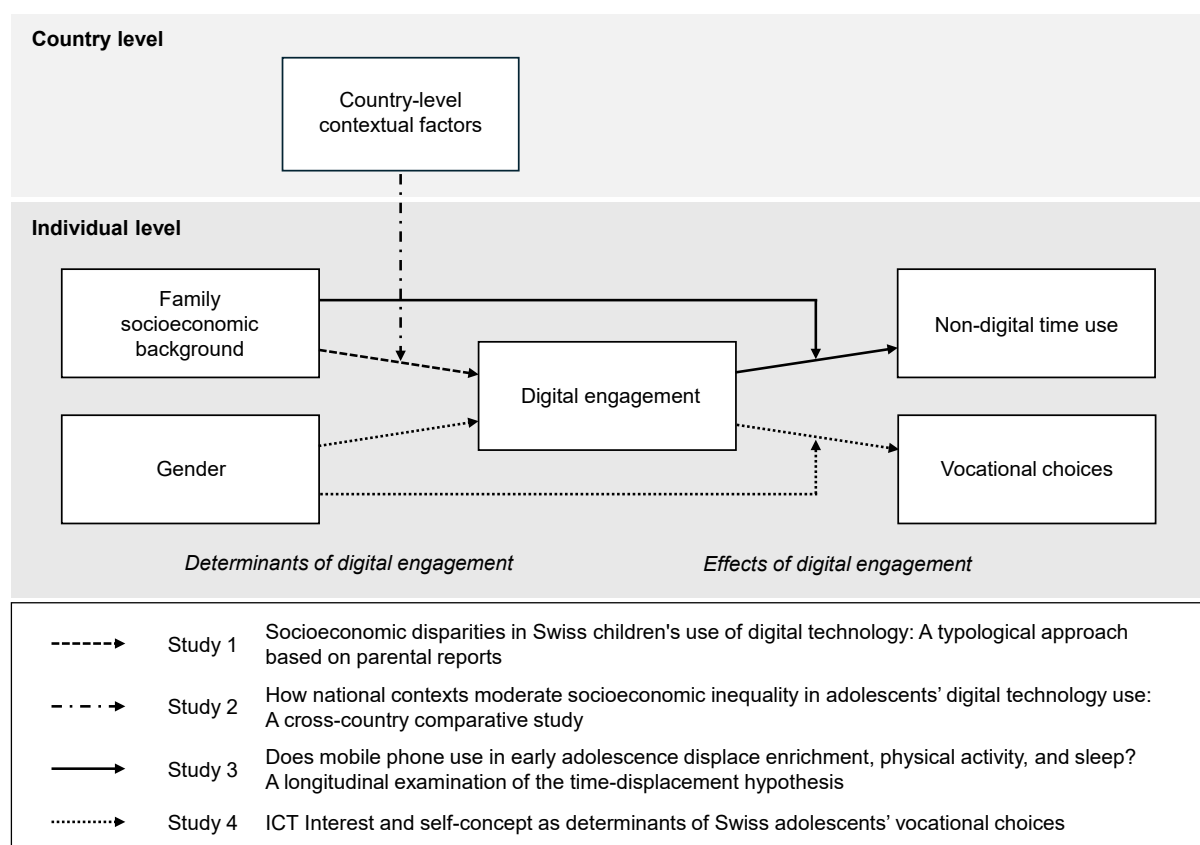 Country level
Country-level
contextual factors
Individual level
Family
socioeconomic
background
Non-digital time use
Digital engagement
Gender
Vocational choices
Determinants of digital engagement
Effects of digital engagement
Study 1
Socioeconomic disparities in Swiss children's use of digital technology: A typological approach
based on parental reports
Study 2
How national contexts moderate socioeconomic inequality in adolescents’ digital technology use:
A cross-country comparative study
Study 3
Does mobile phone use in early adolescence displace enrichment, physical activity, and sleep?
A longitudinal examination of the time-displacement hypothesis
Study 4
ICT Interest and self-concept as determinants of Swiss adolescents’ vocational choices